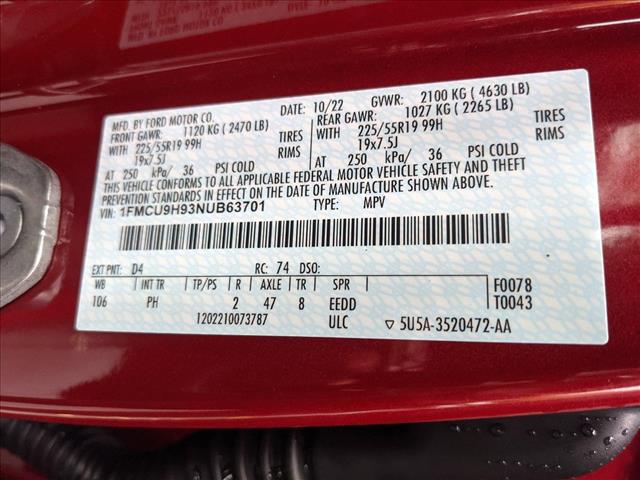 MFD. BY FORD MOTOR CO.
DATE: 10/22 GVWR: 2100 KG ( 4630 LB)
FRONT GAWR: 1120 KG ( 2470 LB)
REAR GAWR: 1027 KG ( 2265 LB)
WITH 225/55R19 99H TIRES
WITH 225/55R19 99H TIRES
19x7.5J RIMS
19x7.5J RIMS
AT 250 kPa/ 36 PSI COLD
AT 250 kPa/ 36 PSI COLD
THIS VEHICLE CONFORMS TO ALL APPLICABLE FEDERAL MOTOR VEHICLE SAFETY AND THEFT
PREVENTION STANDARDS IN EFFECT ON THE DATE OF MANUFACTURE SHOWN ABOVE.
VIN: 1FMCU9H93NUB63701 TYPE: MPV
EXT PNT: D4 RC: 74 DSO:
WB INT TR TP/PS R AXLE TR SPR F0078
106 PH 2 47 8 EEDD T0043
1202210073787 ULC ▽ 5U5A-3520472-AA